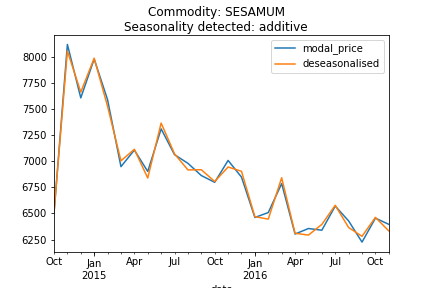 Commodity: SESAMUM
Seasonality detected: additive
modal_price
deseasonalised
8000
7750
7500
7250
7000
6750
6500
6250
Oct Jan Apr Jul Oct Jan Apr Jul Oct
2015 2016